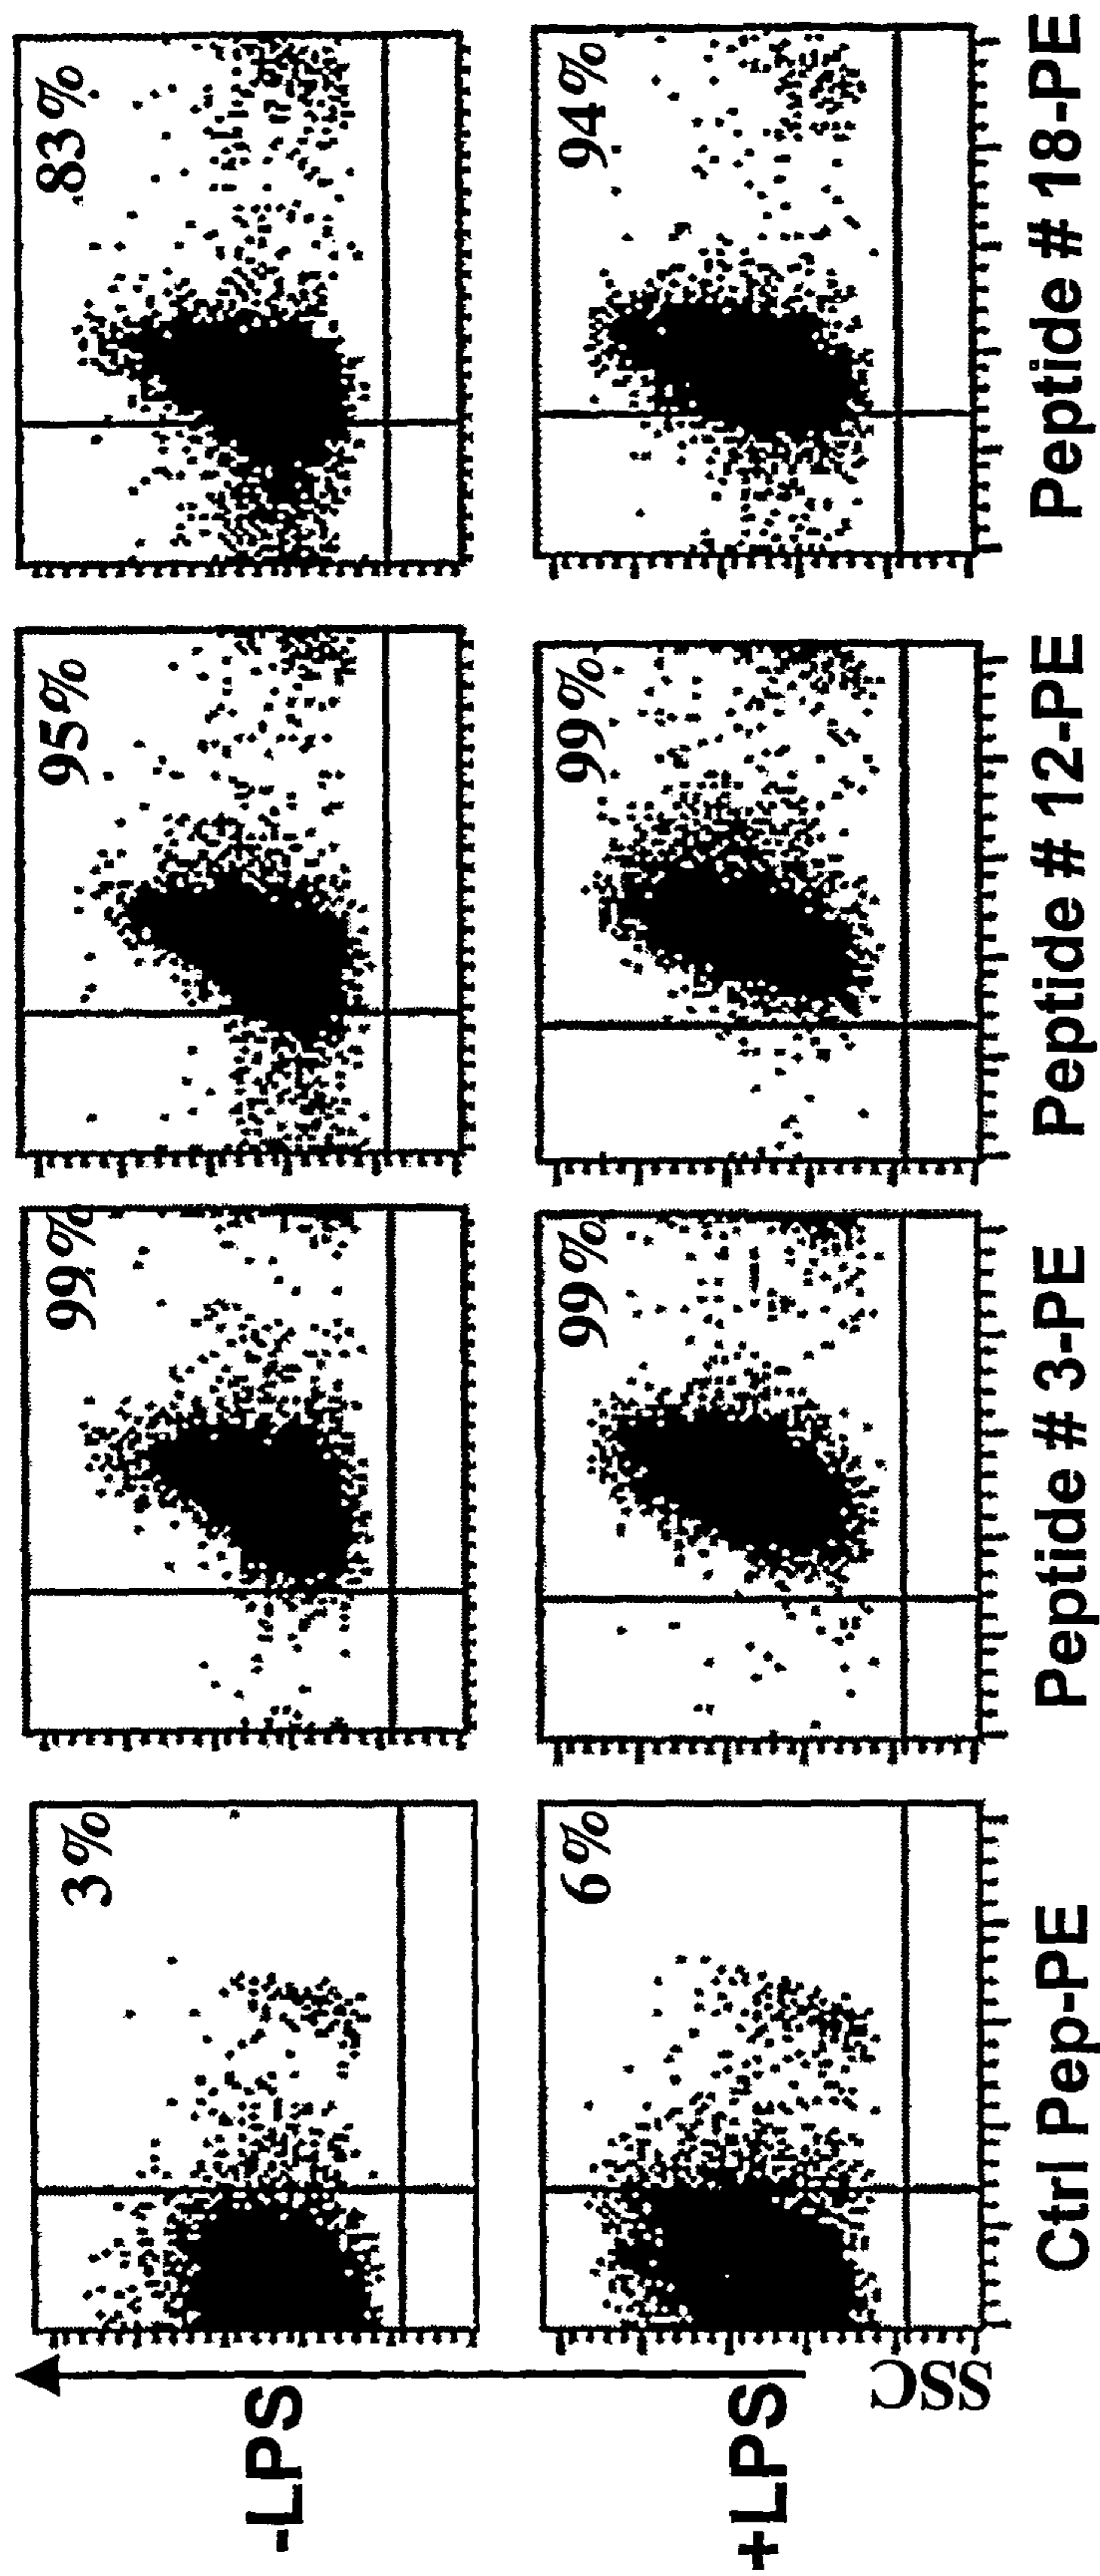 -LPS
3%
99%
95%
83%
+LPS
6%
99%
99%
94%
SSC
Ctrl Pep-PE
Peptide # 3-PE
Peptide # 12-PE
Peptide # 18-PE